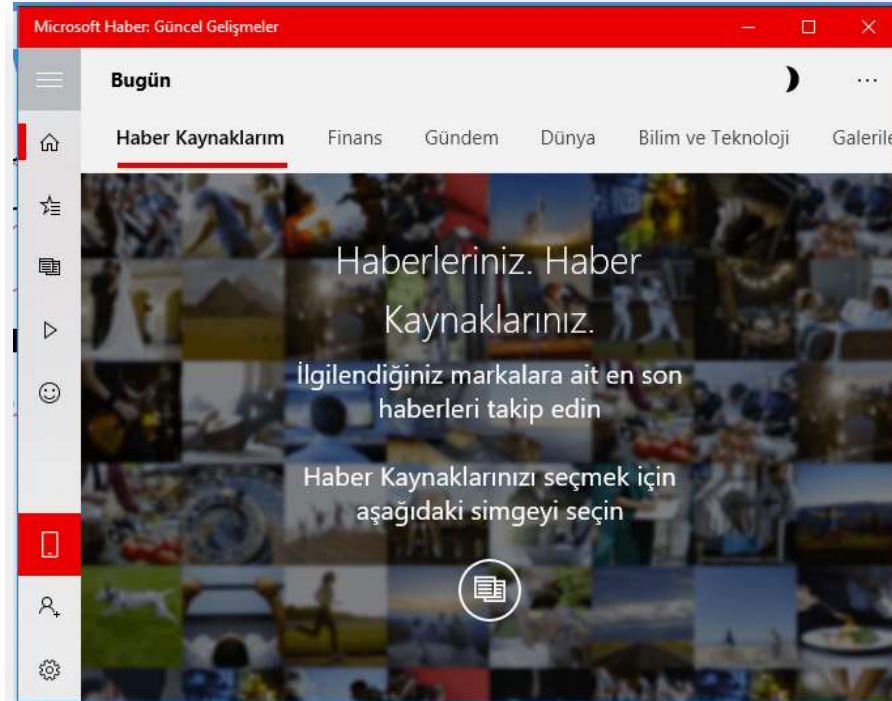 Microsoft Haber: Güncel Gelişmeler
Bugün
Haber Kaynaklarım Finans Gündem Dünya Bilim ve Teknoloji Galerile
Haberleriniz. Haber
Kaynaklarınız.
İlgilendiğiniz markalara ait en son
haberleri takip edin
Haber Kaynaklarınızı seçmek için
aşağıdaki simgeyi seçin